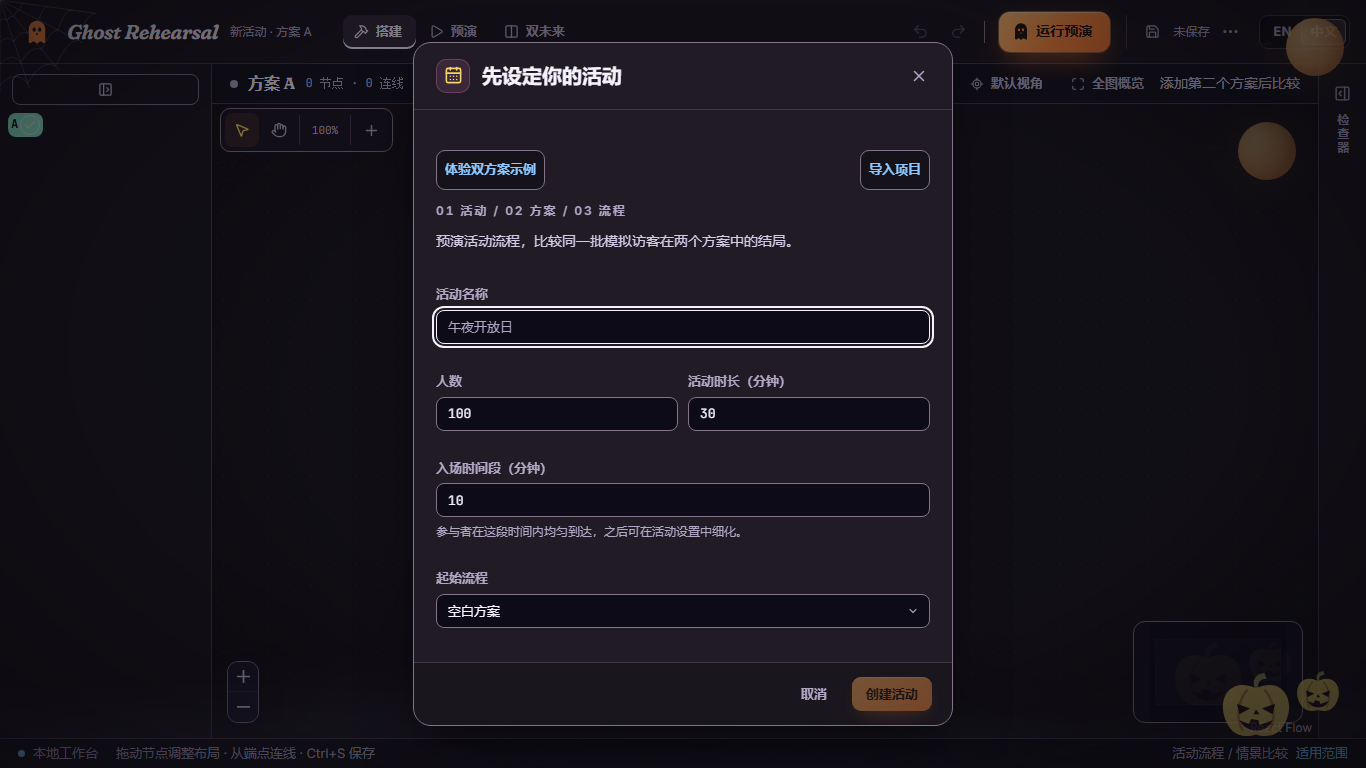 Ghost Rehearsal 新活动 · 方案 A 搭建 预演 双未来 运行预演 未保存 EN 中文
方案 A 0 节点 · 0 连线 默认视角 全图概览 添加第二个方案后比较
A
100%
检查器
先设定你的活动
体验双方案示例 导入项目
01 活动 / 02 方案 / 03 流程
预演活动流程，比较同一批模拟访客在两个方案中的结局。
活动名称
午夜开放日
人数 活动时长（分钟）
100 30
入场时间段（分钟）
10
参与者在这段时间内均匀到达，之后可在活动设置中细化。
起始流程
空白方案
取消 创建活动
Flow
本地工作台 拖动节点调整布局 · 从端点连线 · Ctrl+S 保存 活动流程 / 情景比较 适用范围